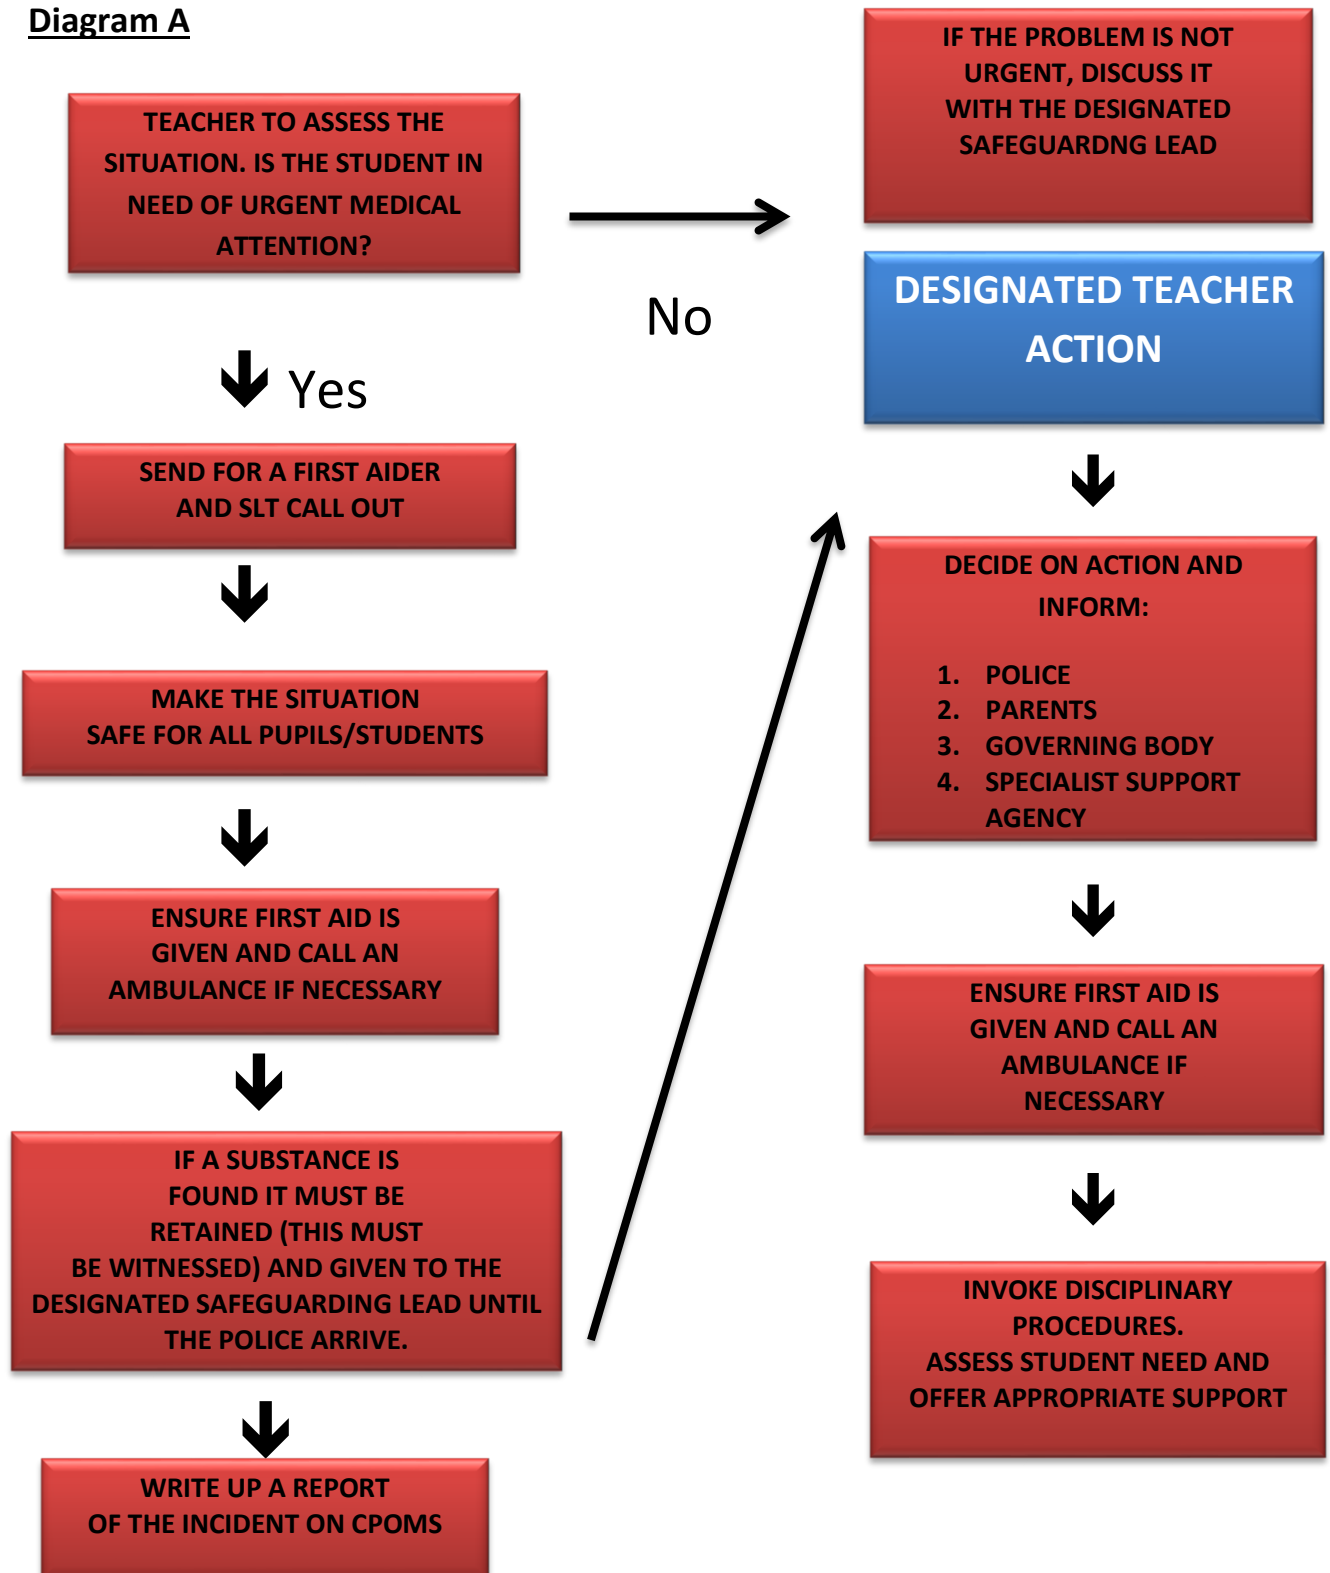 Diagram A
TEACHER TO ASSESS THE
SITUATION. IS THE STUDENT IN
NEED OF URGENT MEDICAL
ATTENTION?
No
Yes
SEND FOR A FIRST AIDER
AND SLT CALL OUT
MAKE THE SITUATION
SAFE FOR ALL PUPILS/STUDENTS
ENSURE FIRST AID IS
GIVEN AND CALL AN
AMBULANCE IF NECESSARY
IF A SUBSTANCE IS
FOUND IT MUST BE
RETAINED (THIS MUST
BE WITNESSED) AND GIVEN TO THE
DESIGNATED SAFEGUARDING LEAD UNTIL
THE POLICE ARRIVE.
WRITE UP A REPORT
OF THE INCIDENT ON CPOMS
IF THE PROBLEM IS NOT
URGENT, DISCUSS IT
WITH THE DESIGNATED
SAFEGUARDNG LEAD
DESIGNATED TEACHER
ACTION
DECIDE ON ACTION AND
INFORM:
1. POLICE
2. PARENTS
3. GOVERNING BODY
4. SPECIALIST SUPPORT
AGENCY
ENSURE FIRST AID IS
GIVEN AND CALL AN
AMBULANCE IF
NECESSARY
INVOKE DISCIPLINARY
PROCEDURES.
ASSESS STUDENT NEED AND
OFFER APPROPRIATE SUPPORT